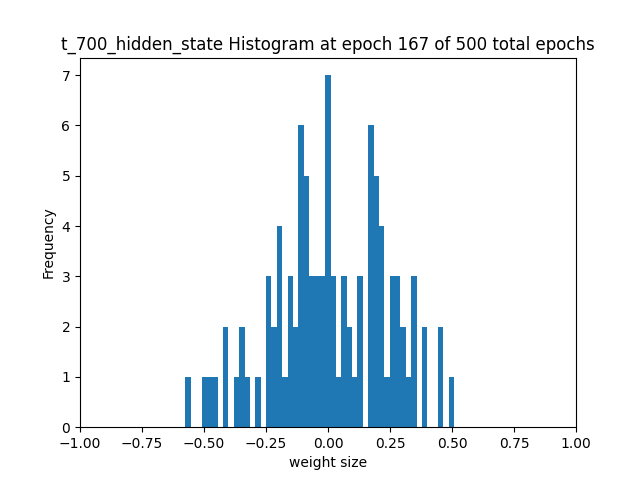 t_700_hidden_state Histogram at epoch 167 of 500 total epochs
7
6
5
4
3
2
1
0
Frequency
−1.00 −0.75 −0.50 −0.25 0.00 0.25 0.50 0.75 1.00
weight size